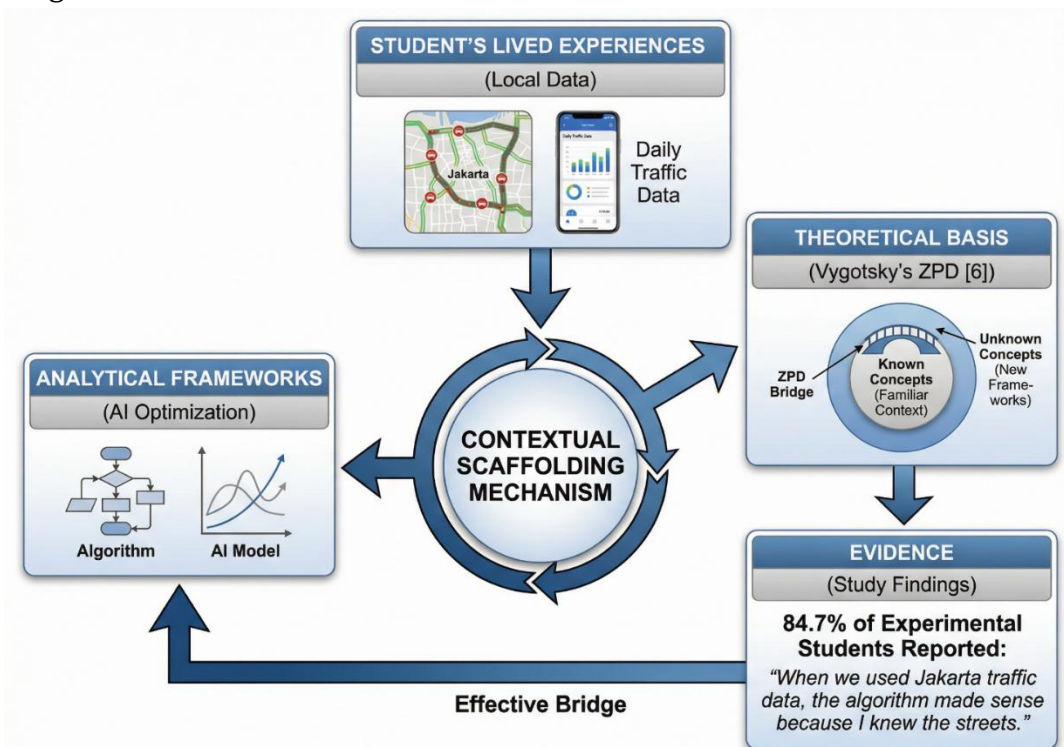 STUDENT'S LIVED EXPERIENCES
(Local Data)
Jakarta
Daily Traffic Data
Daily
Traffic
Data
THEORETICAL BASIS
(Vygotsky's ZPD [6])
ZPD
Bridge
Known
Concepts
(Familiar
Context)
Unknown
Concepts
(New
Frame-
works)
ANALYTICAL FRAMEWORKS
(AI Optimization)
Algorithm
AI Model
CONTEXTUAL
SCAFFOLDING
MECHANISM
EVIDENCE
(Study Findings)
84.7% of Experimental
Students Reported:
"When we used Jakarta traffic
data, the algorithm made sense
because I knew the streets."
Effective Bridge